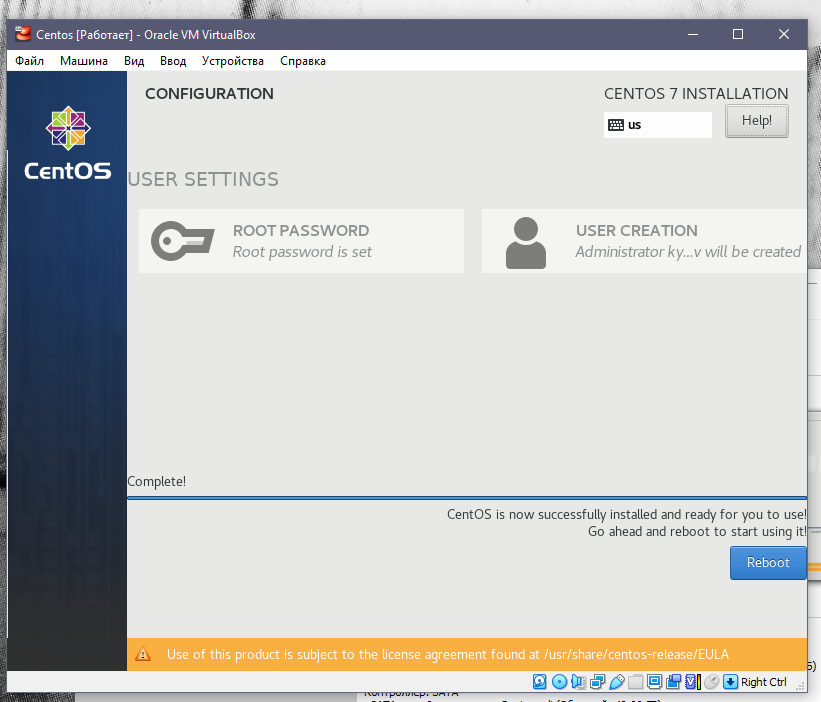 Centos [Работает] - Oracle VM VirtualBox
Файл Машина Вид Ввод Устройства Справка
CONFIGURATION
CENTOS 7 INSTALLATION
us
Help!
CentOS
USER SETTINGS
ROOT PASSWORD
Root password is set
USER CREATION
Administrator ky...v will be created
Complete!
CentOS is now successfully installed and ready for you to use!
Go ahead and reboot to start using it!
Reboot
Use of this product is subject to the license agreement found at /usr/share/centos-release/EULA
Right Ctrl
Контроллер: SATA